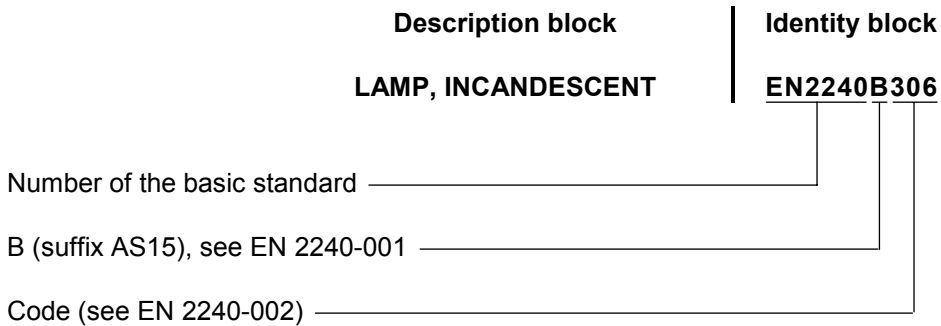 Description block Identity block
LAMP, INCANDESCENT EN2240B306
Number of the basic standard
B (suffix AS15), see EN 2240-001
Code (see EN 2240-002)